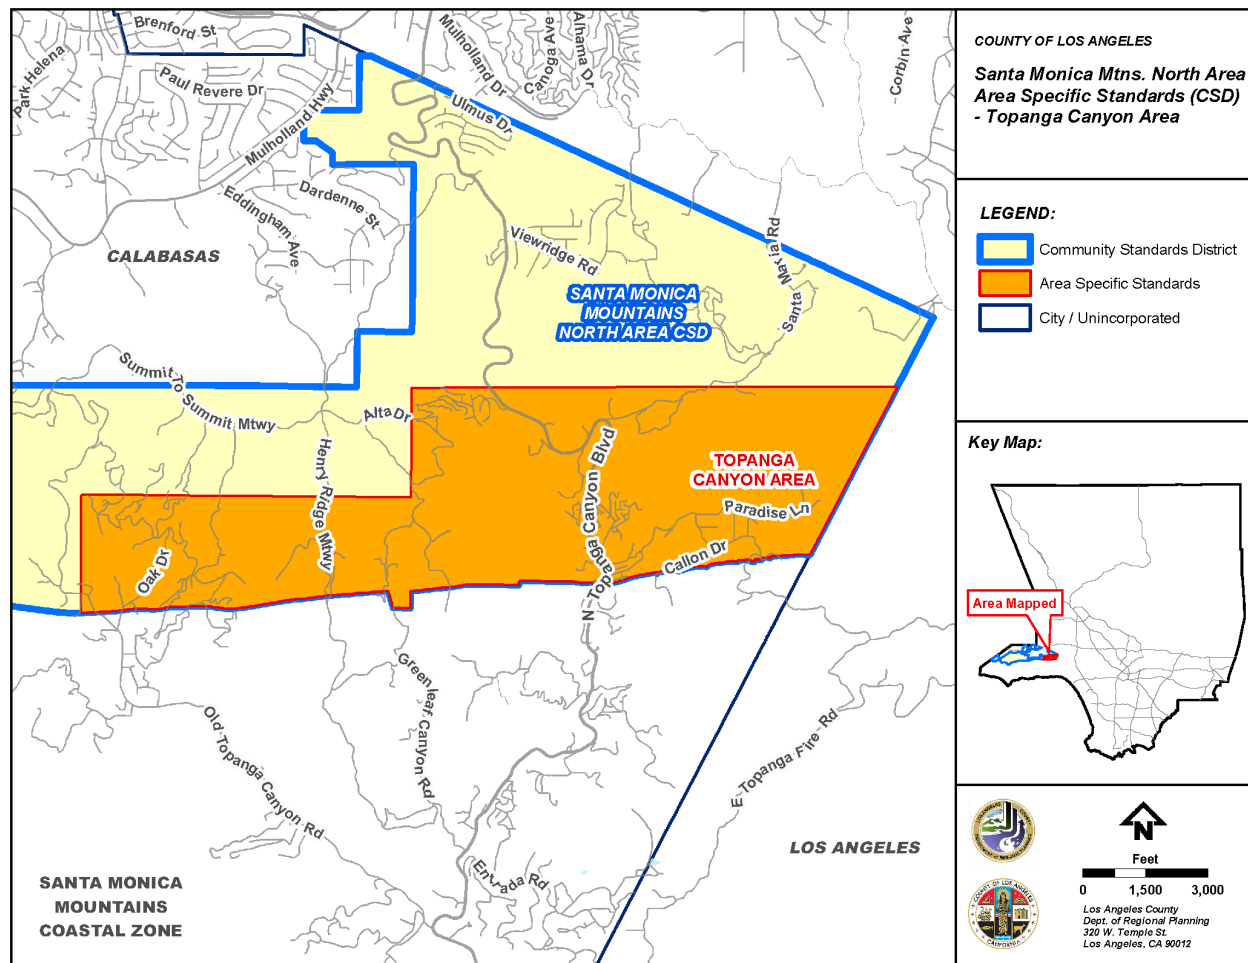 COUNTY OF LOS ANGELES
Santa Monica Mtns. North Area
Area Specific Standards (CSD)
- Topanga Canyon Area
LEGEND:
Community Standards District
Area Specific Standards
City / Unincorporated
Key Map:
Area Mapped
N
Feet
0 1,500 3,000
Los Angeles County
Dept. of Regional Planning
320 W. Temple St.
Los Angeles, CA 90012
COUNTY OF LOS ANGELES
CALIFORNIA
Brenford St
Park Helena
Paul Revere Dr
Mulholland Hwy
Mulholland Dr
Canoga Ave
Alhama Dr
Corbin Ave
Ulmus Dr
Eddingham Ave
Dardenne St
CALABASAS
Viewridge Rd
Santa Maria Rd
SANTA MONICA
MOUNTAINS
NORTH AREA CSD
Summit To Summit Mtwy
Alta Dr
Henry Ridge Mtwy
N Topanga Canyon Blvd
TOPANGA
CANYON AREA
Paradise Ln
Callon Dr
Oak Dr
Greenleaf Canyon Rd
Old Topanga Canyon Rd
E Topanga Fire Rd
Entrada Rd
LOS ANGELES
SANTA MONICA
MOUNTAINS
COASTAL ZONE